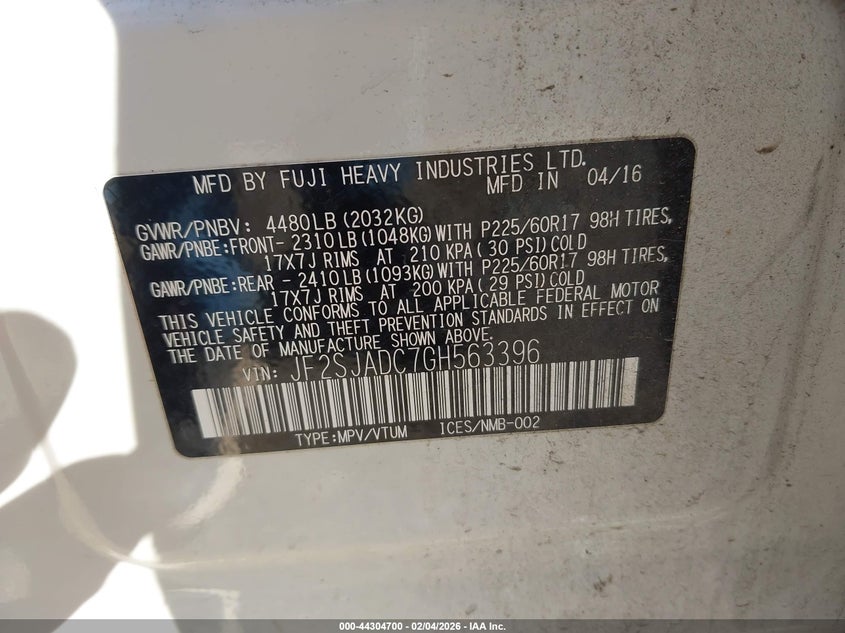 MFD BY FUJI HEAVY INDUSTRIES LTD.
MFD IN 04/16
GVWR/PNBV: 4480LB (2032KG)
GAWR/PNBE:FRONT- 2310LB (1048KG) WITH P225/60R17 98H TIRES,
17X7J RIMS AT 210 KPA ( 30 PSI) COLD
GAWR/PNBE:REAR - 2410LB (1093KG) WITH P225/60R17 98H TIRES,
17X7J RIMS AT 200 KPA ( 29 PSI) COLD
THIS VEHICLE CONFORMS TO ALL APPLICABLE FEDERAL MOTOR
VEHICLE SAFETY AND THEFT PREVENTION STANDARDS IN EFFECT ON
THE DATE OF MANUFACTURE SHOWN ABOVE.
VIN: JF2SJADC7GH563396
TYPE:MPV/VTUM ICES/NMB-002
000-44304700 - 02/04/2026 - IAA Inc.